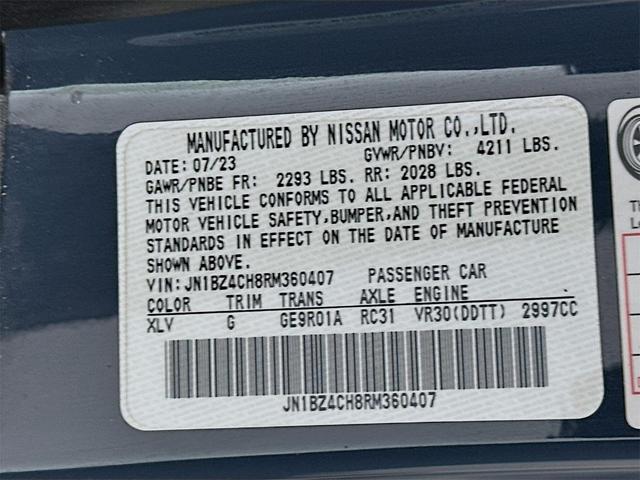 MANUFACTURED BY NISSAN MOTOR CO.,LTD.
DATE: 07/23 GVWR/PNBV: 4211 LBS.
GAWR/PNBE FR: 2293 LBS. RR: 2028 LBS.
THIS VEHICLE CONFORMS TO ALL APPLICABLE FEDERAL
MOTOR VEHICLE SAFETY,BUMPER,AND THEFT PREVENTION
STANDARDS IN EFFECT ON THE DATE OF MANUFACTURE
SHOWN ABOVE.
VIN:JN1BZ4CH8RM360407 PASSENGER CAR
COLOR TRIM TRANS AXLE ENGINE
XLV G GE9R01A RC31 VR30(DDTT) 2997CC
JN1BZ4CH8RM360407